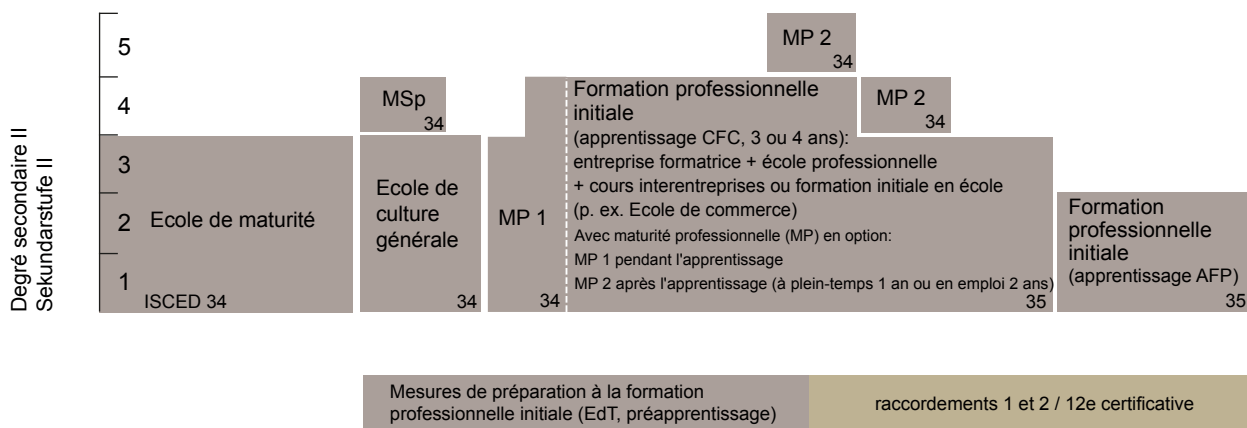 Degré secondaire II
Sekundarstufe II
5
4
3
2
1
Ecole de maturité
ISCED 34
MSp
34
Ecole de
culture
générale
34
MP 1
34
MP 2
34
Formation professionnelle
initiale
(apprentissage CFC, 3 ou 4 ans):
entreprise formatrice + école professionnelle
+ cours interentreprises ou formation initiale en école
(p. ex. Ecole de commerce)
Avec maturité professionnelle (MP) en option:
MP 1 pendant l'apprentissage
MP 2 après l'apprentissage (à plein-temps 1 an ou en emploi 2 ans)
35
MP 2
34
Formation
professionnelle
initiale
(apprentissage AFP)
35
Mesures de préparation à la formation
professionnelle initiale (EdT, préapprentissage)
raccordements 1 et 2 / 12e certificative